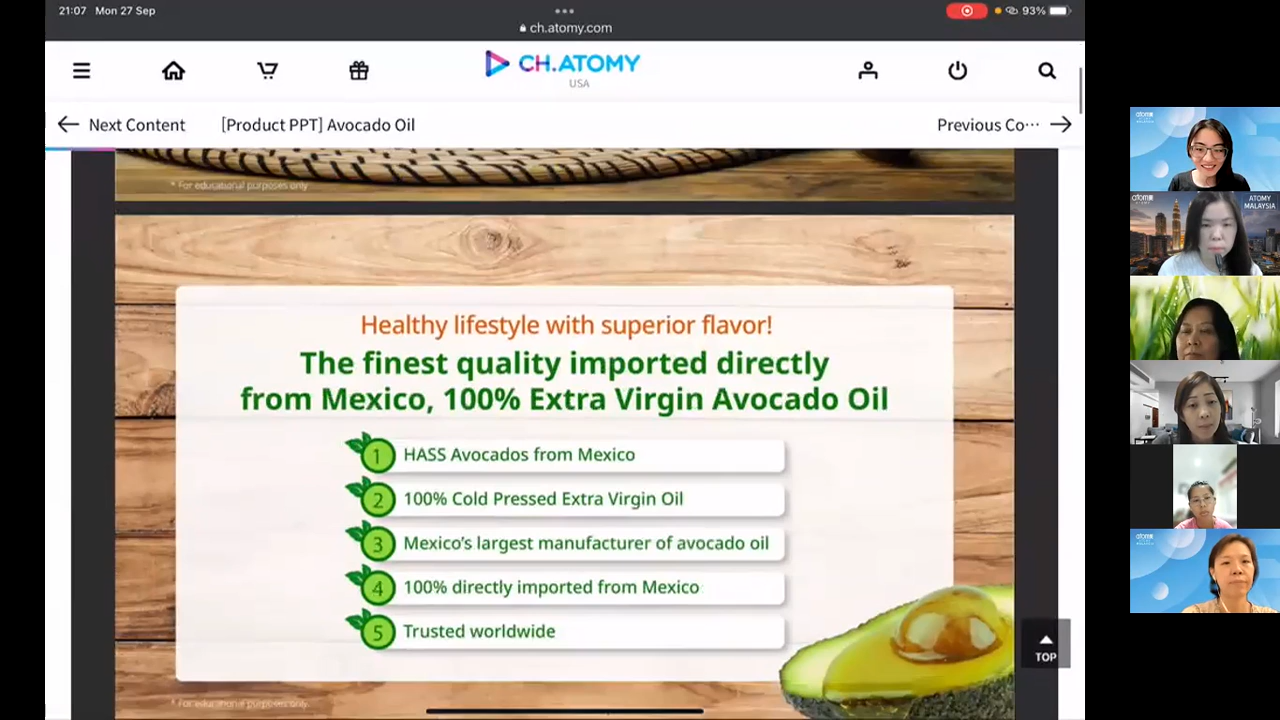 21:07 Mon 27 Sep
93%
ch.atomy.com
CH.ATOMY
USA
Next Content
[Product PPT] Avocado Oil
Previous Co···
* For educational purposes only
Healthy lifestyle with superior flavor!
The finest quality imported directly
from Mexico, 100% Extra Virgin Avocado Oil
1 HASS Avocados from Mexico
2 100% Cold Pressed Extra Virgin Oil
3 Mexico's largest manufacturer of avocado oil
4 100% directly imported from Mexico
5 Trusted worldwide
TOP
* For educational purposes only
ATOMY
MALAYSIA